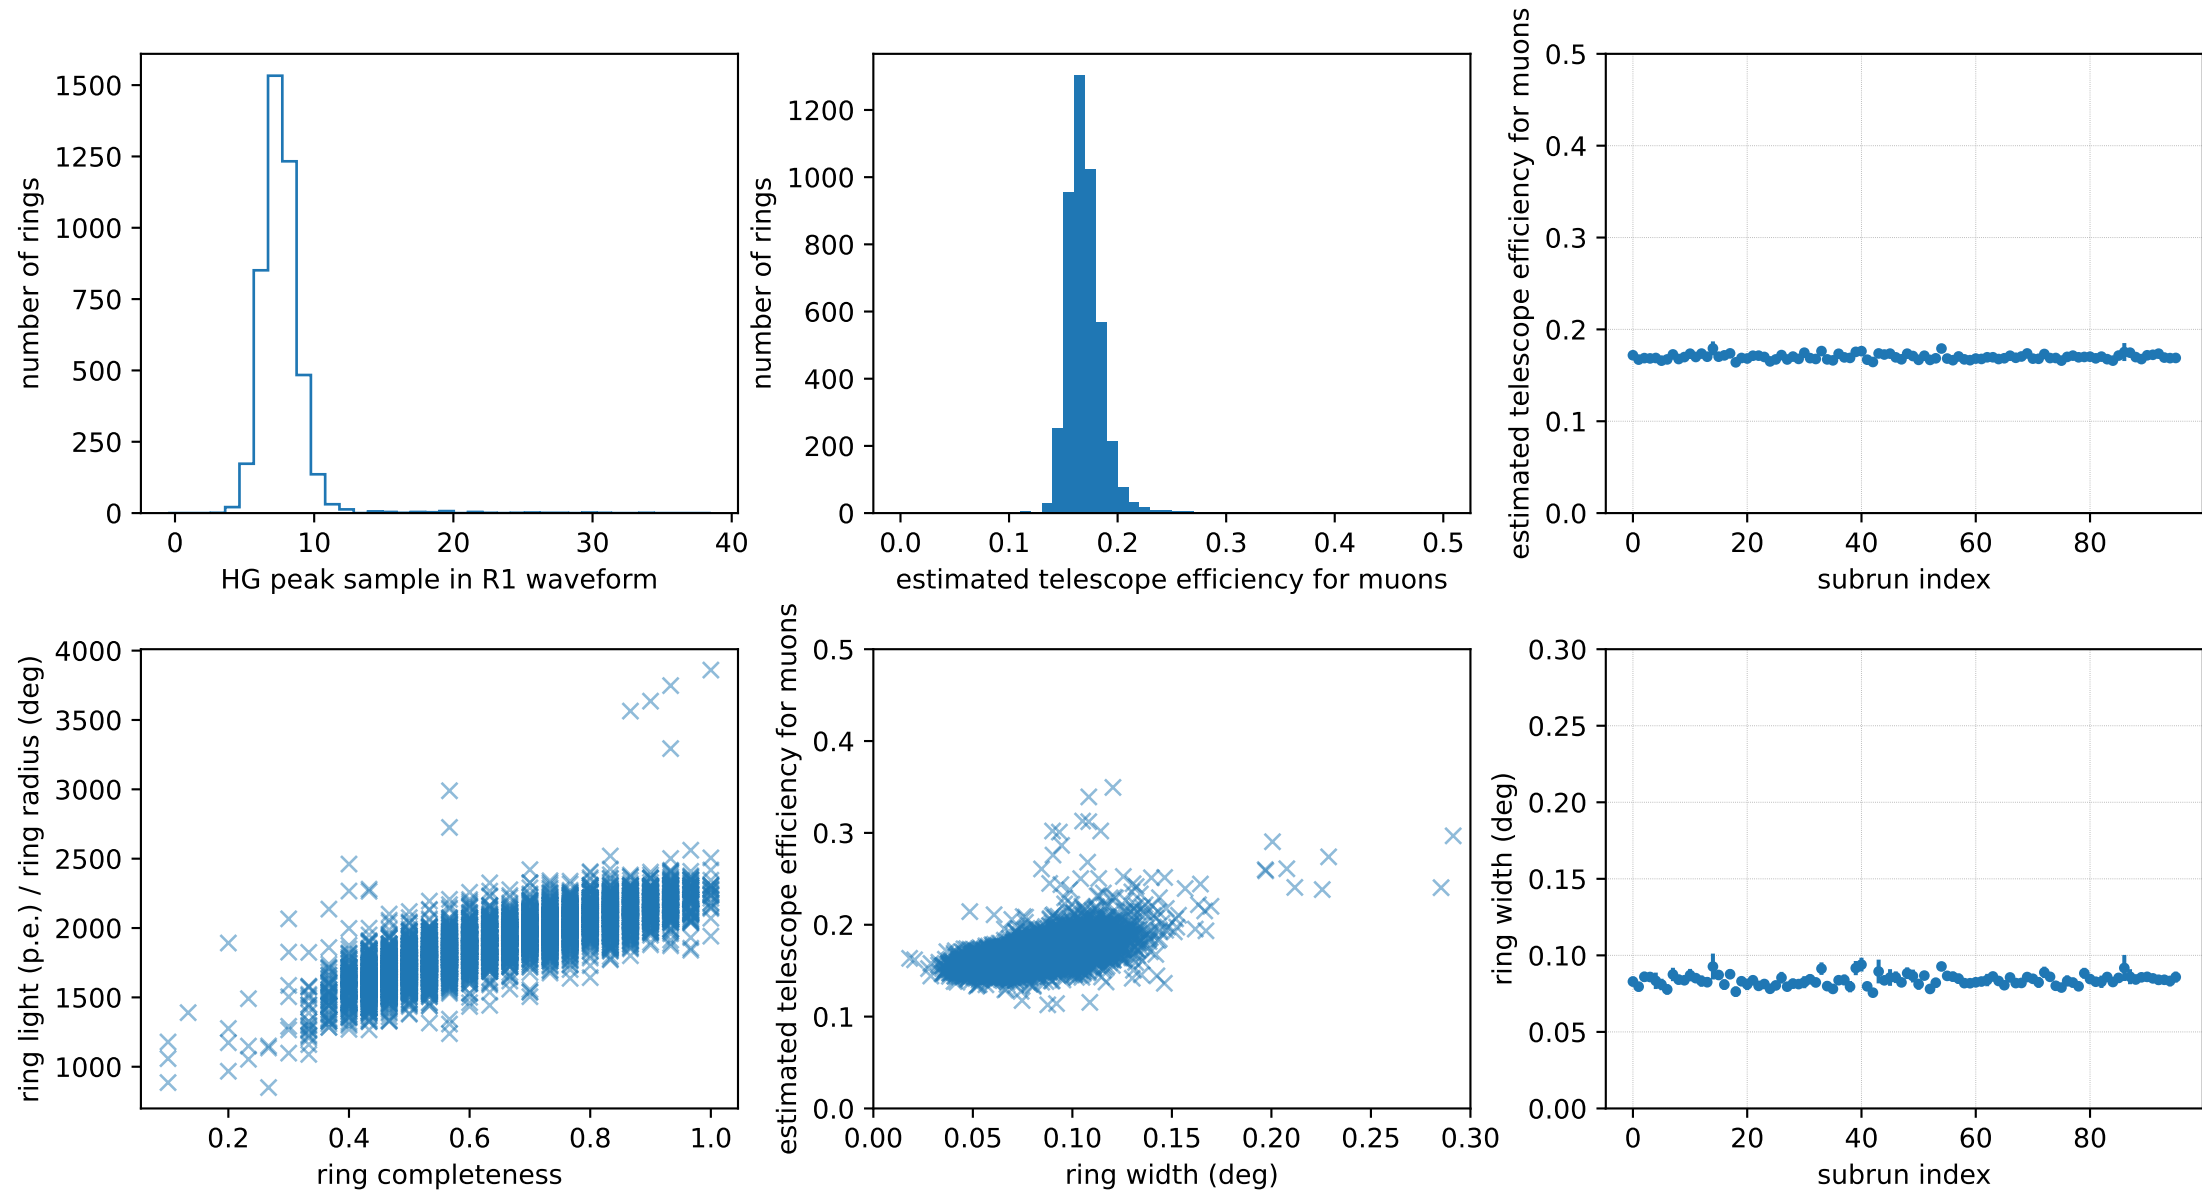 1500
1250
1000
750
500
250
0
number of rings
0 10 20 30 40
HG peak sample in R1 waveform
1200
1000
800
600
400
200
0
number of rings
0.0 0.1 0.2 0.3 0.4 0.5
estimated telescope efficiency for muons
0.5
0.4
0.3
0.2
0.1
0.0
estimated telescope efficiency for muons
0 20 40 60 80
subrun index
4000
3500
3000
2500
2000
1500
1000
ring light (p.e.) / ring radius (deg)
0.2 0.4 0.6 0.8 1.0
ring completeness
0.5
0.4
0.3
0.2
0.1
0.0
estimated telescope efficiency for muons
0.00 0.05 0.10 0.15 0.20 0.25 0.30
ring width (deg)
0.30
0.25
0.20
0.15
0.10
0.05
0.00
ring width (deg)
0 20 40 60 80
subrun index